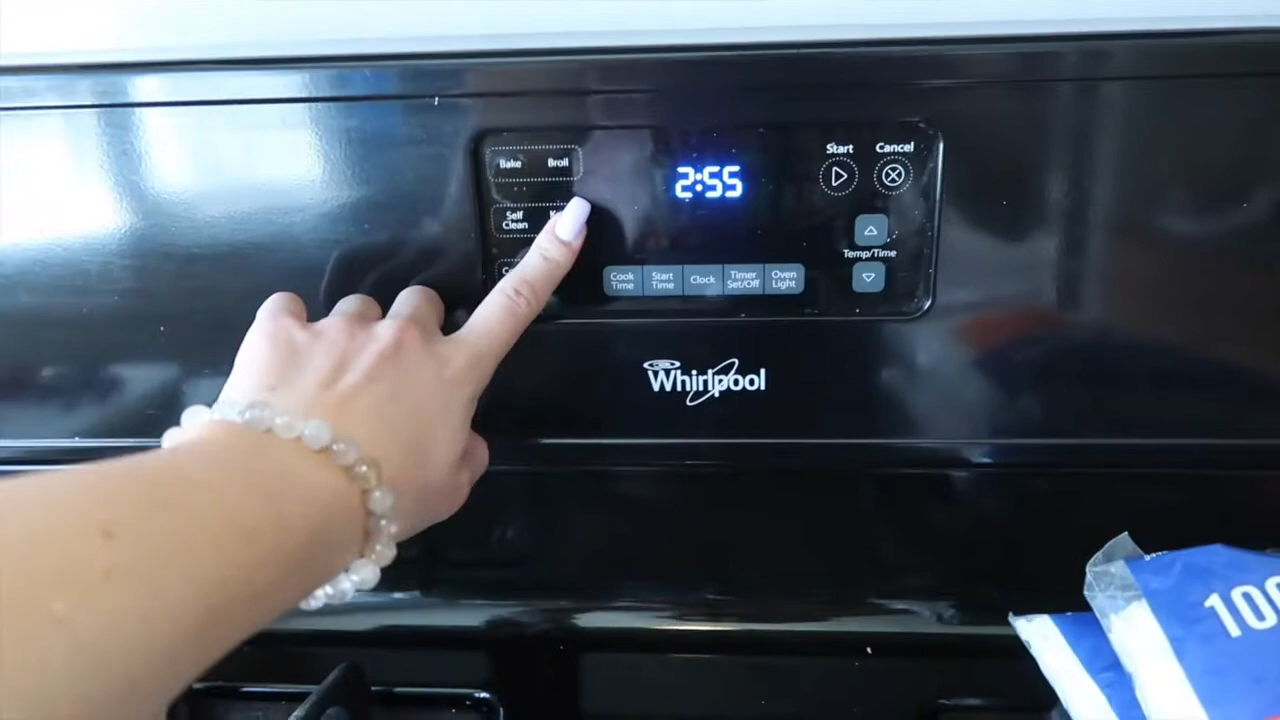 Bake Broil
2:55
Start Cancel
Self
Clean
Temp/Time
Cook
Time
Start
Time
Clock
Timer
Set/Off
Oven
Light
Whirlpool
100